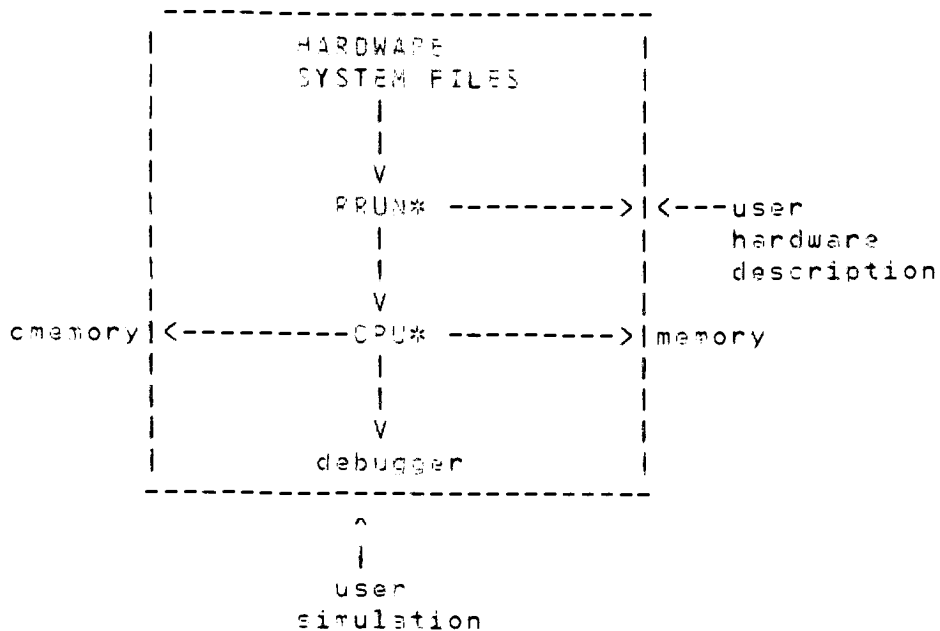 HARDWARE
SYSTEM FILES
RRUN*
user
hardware
description
cmemory
CPU*
memory
debugger
user
simulation